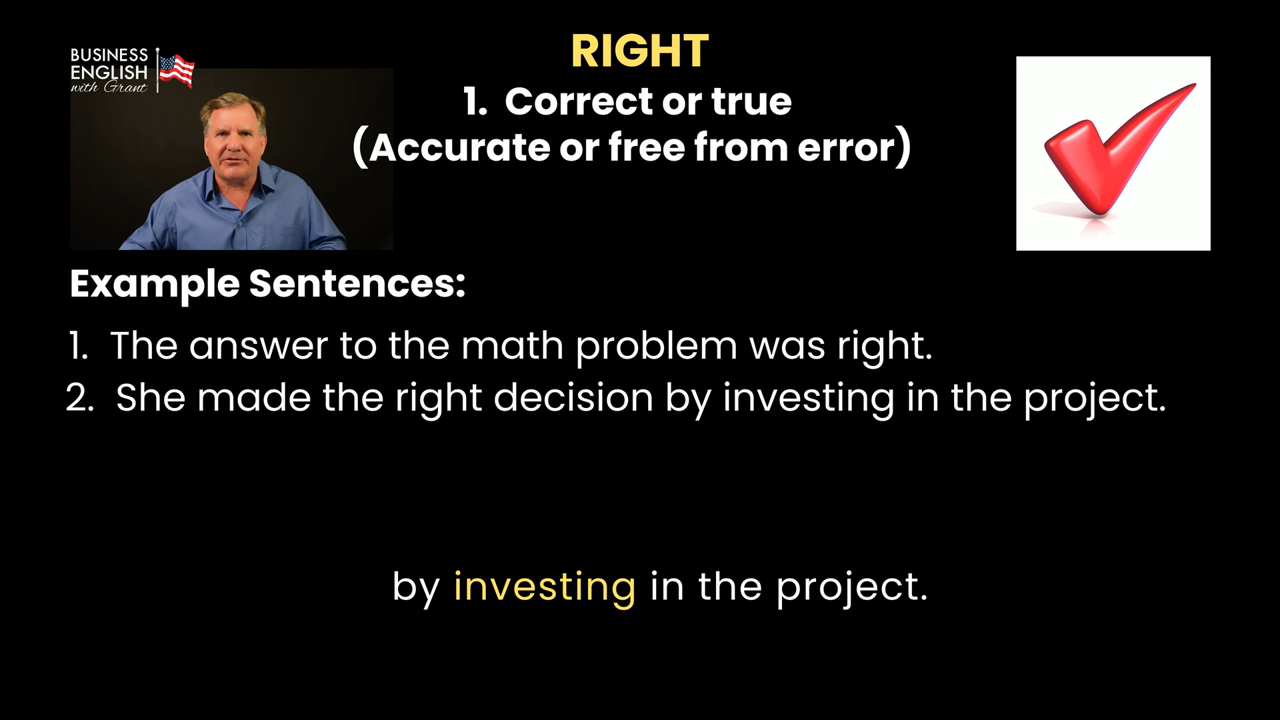 BUSINESS
ENGLISH
with Grant
RIGHT
1. Correct or true
(Accurate or free from error)
Example Sentences:
1. The answer to the math problem was right.
2. She made the right decision by investing in the project.
by investing in the project.